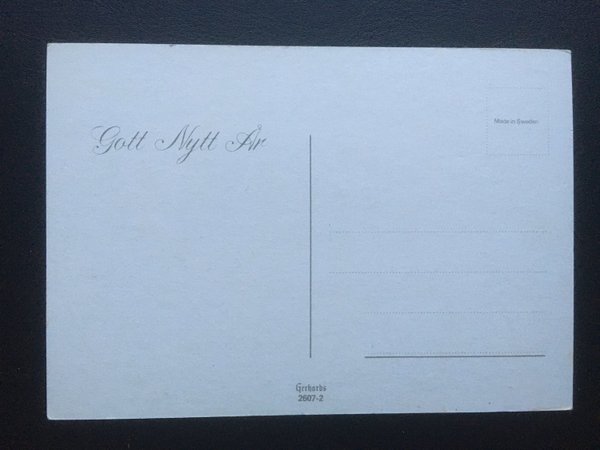 Gott Nytt År
Made in Sweden
Gerhards
2607-2